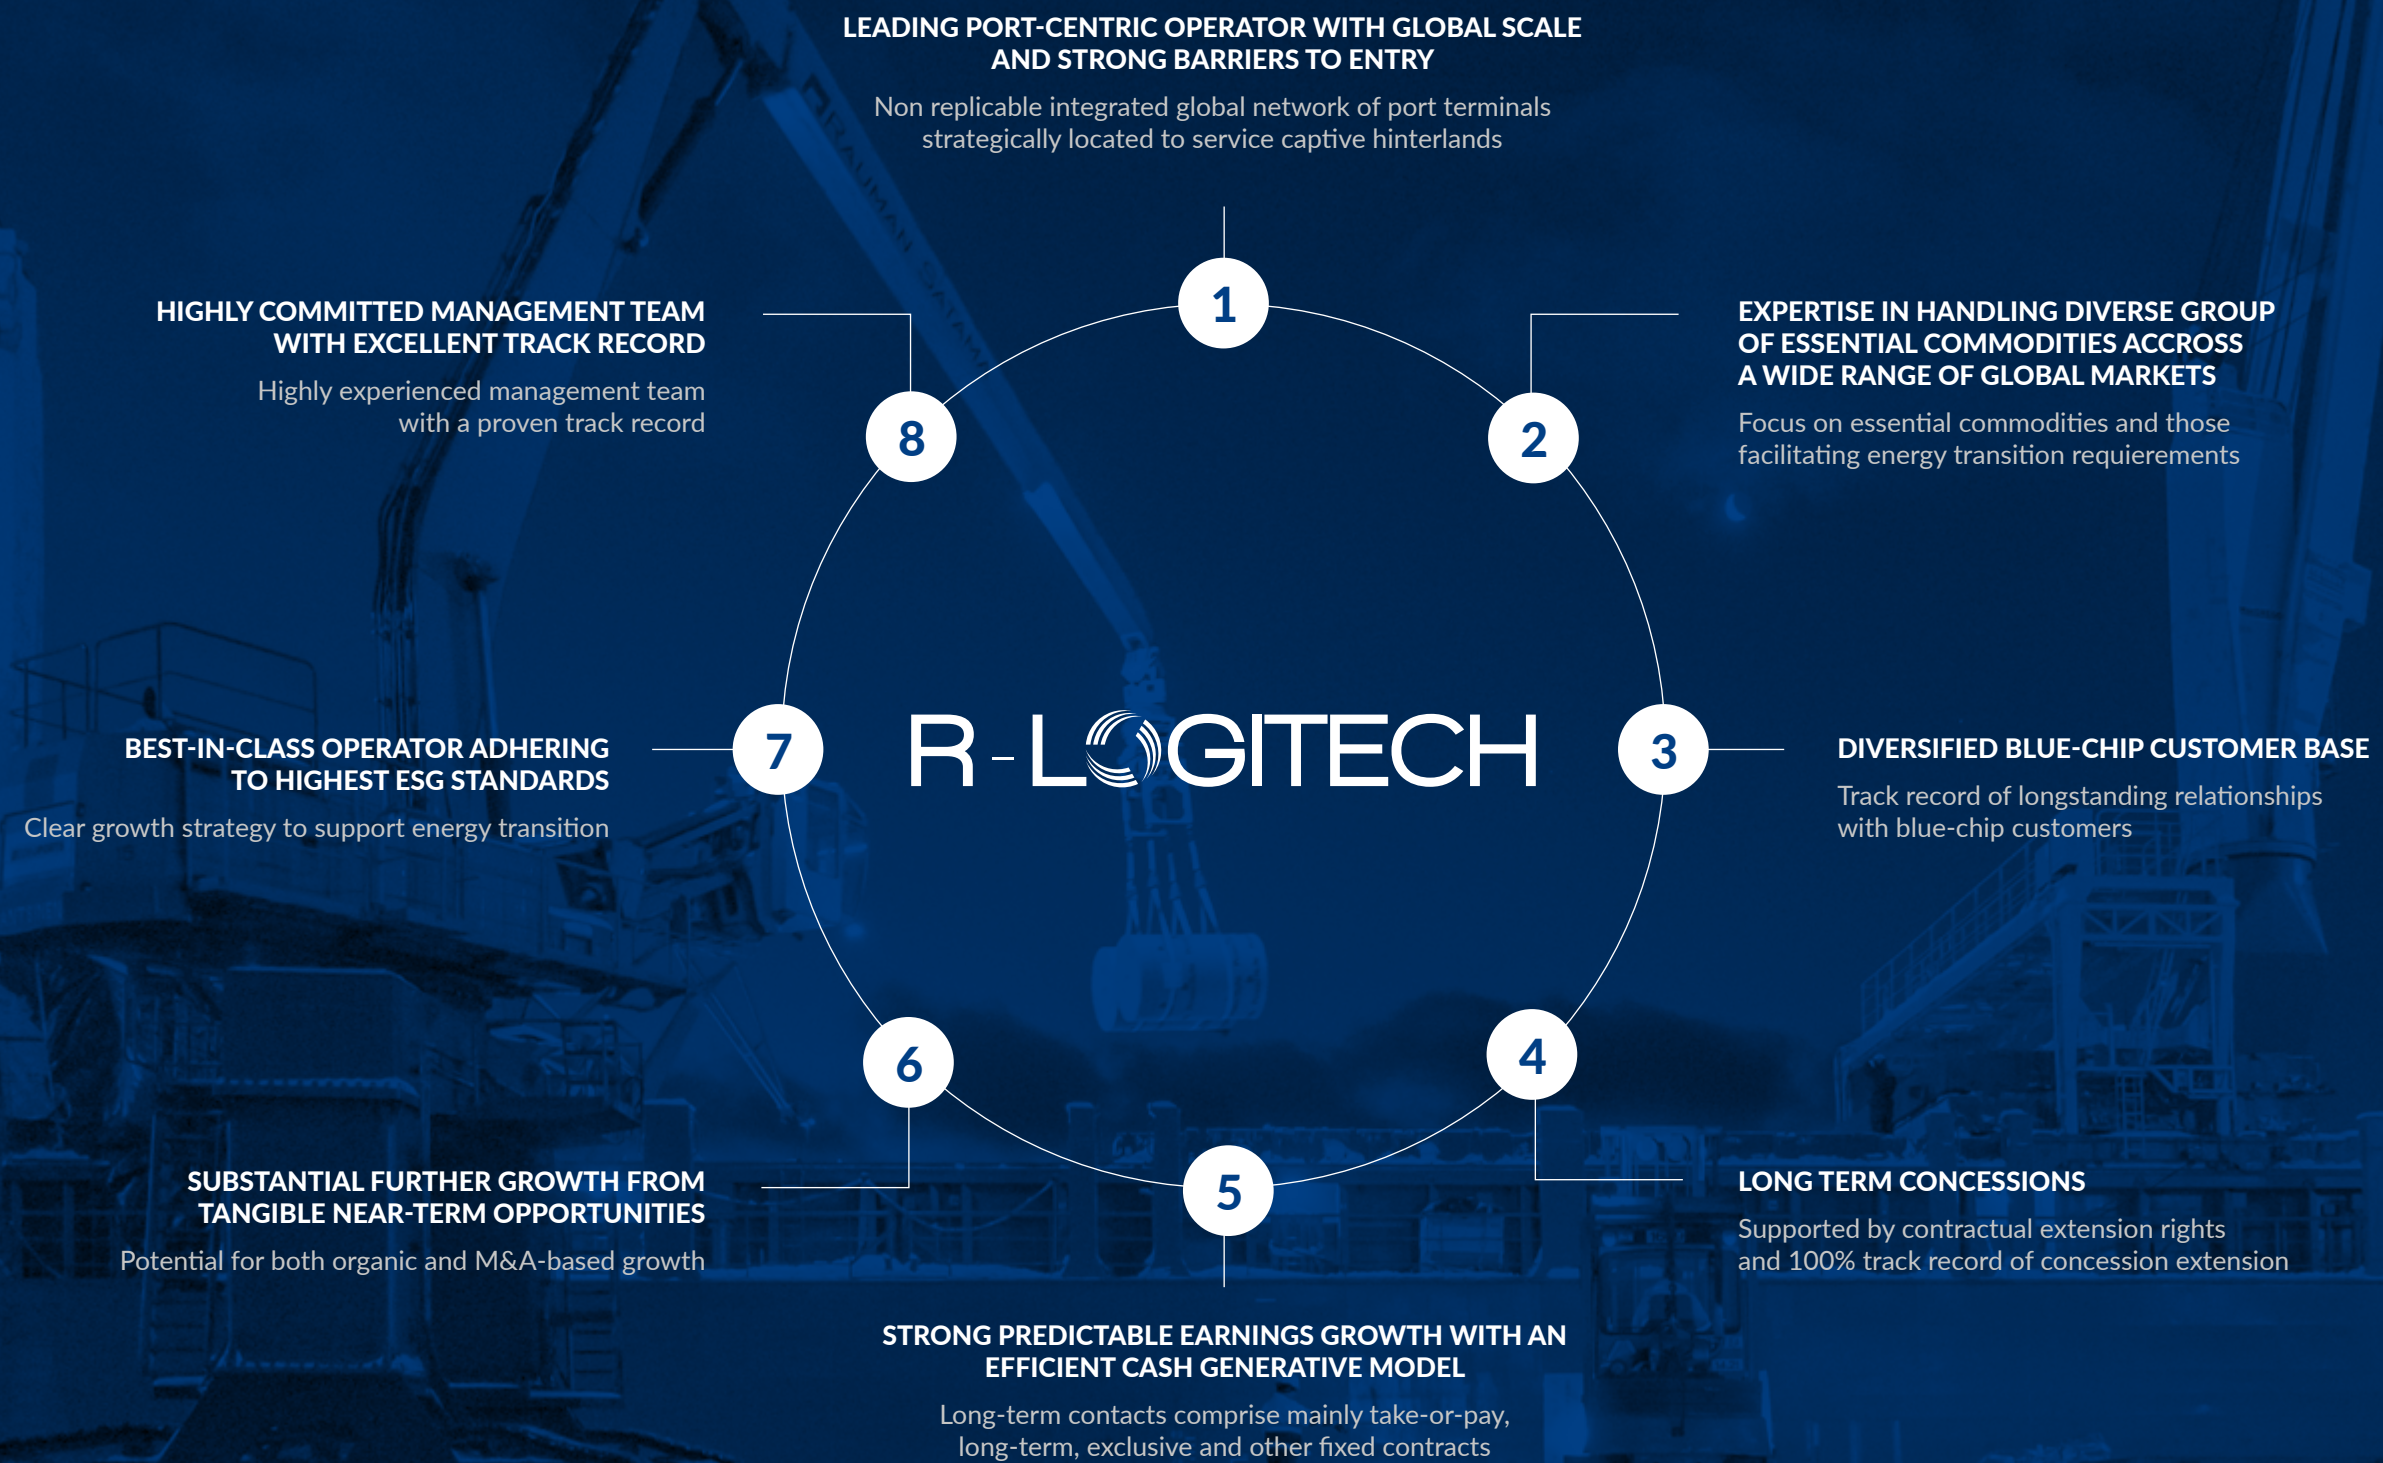 LEADING PORT-CENTRIC OPERATOR WITH GLOBAL SCALE
AND STRONG BARRIERS TO ENTRY
Non replicable integrated global network of port terminals
strategically located to service captive hinterlands
1
EXPERTISE IN HANDLING DIVERSE GROUP
OF ESSENTIAL COMMODITIES ACCROSS
A WIDE RANGE OF GLOBAL MARKETS
Focus on essential commodities and those
facilitating energy transition requierements
2
DIVERSIFIED BLUE-CHIP CUSTOMER BASE
Track record of longstanding relationships
with blue-chip customers
3
LONG TERM CONCESSIONS
Supported by contractual extension rights
and 100% track record of concession extension
4
STRONG PREDICTABLE EARNINGS GROWTH WITH AN
EFFICIENT CASH GENERATIVE MODEL
Long-term contacts comprise mainly take-or-pay,
long-term, exclusive and other fixed contracts
5
SUBSTANTIAL FURTHER GROWTH FROM
TANGIBLE NEAR-TERM OPPORTUNITIES
Potential for both organic and M&A-based growth
6
BEST-IN-CLASS OPERATOR ADHERING
TO HIGHEST ESG STANDARDS
Clear growth strategy to support energy transition
7
HIGHLY COMMITTED MANAGEMENT TEAM
WITH EXCELLENT TRACK RECORD
Highly experienced management team
with a proven track record
8
R-LOGITECH